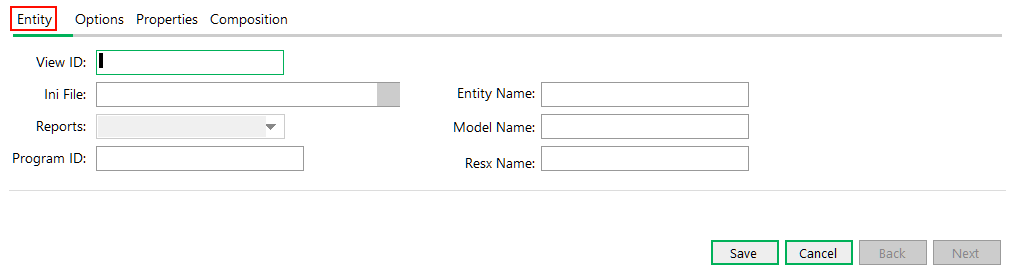 Entity Options Properties Composition
View ID:
Ini File:
Entity Name:
Reports:
Model Name:
Program ID:
Resx Name:
Save Cancel Back Next